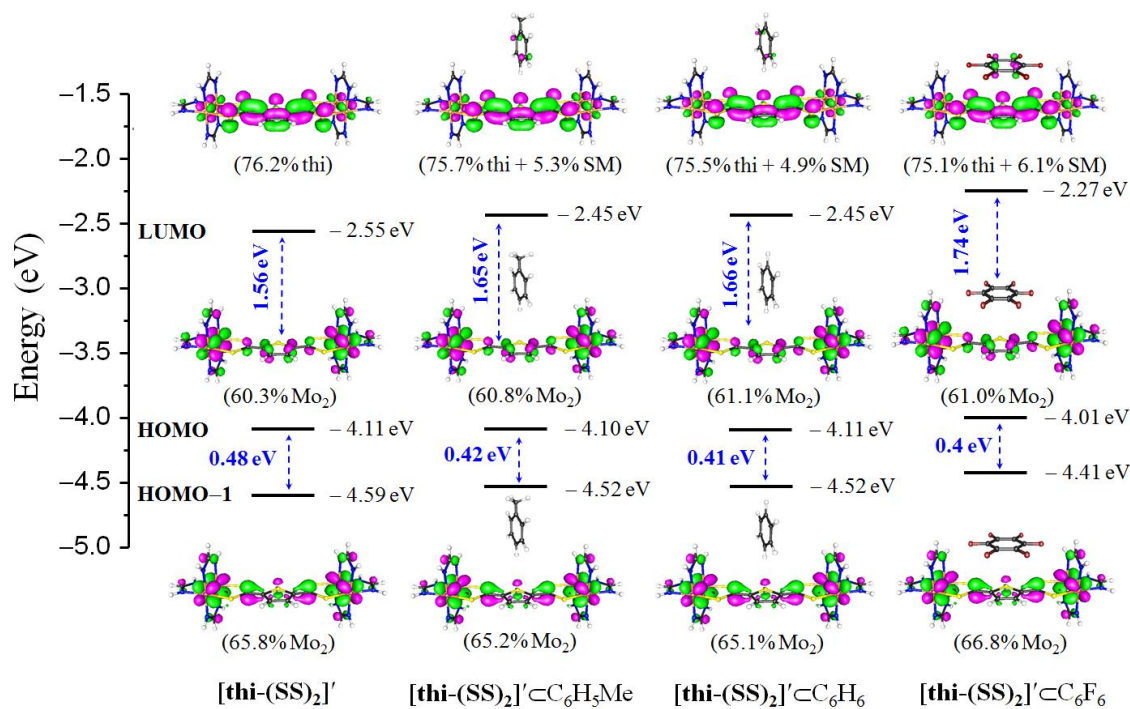 Energy (eV)
−1.5
−2.0
−2.5
−3.0
−3.5
−4.0
−4.5
−5.0
(76.2% thi)
(75.7% thi + 5.3% SM)
(75.5% thi + 4.9% SM)
(75.1% thi + 6.1% SM)
LUMO
− 2.55 eV
− 2.45 eV
− 2.45 eV
− 2.27 eV
1.56 eV
1.65 eV
1.66 eV
1.74 eV
(60.3% Mo₂)
(60.8% Mo₂)
(61.1% Mo₂)
(61.0% Mo₂)
HOMO
− 4.11 eV
− 4.10 eV
− 4.11 eV
− 4.01 eV
0.48 eV
0.42 eV
0.41 eV
0.4 eV
HOMO−1
− 4.59 eV
− 4.52 eV
− 4.52 eV
− 4.41 eV
(65.8% Mo₂)
(65.2% Mo₂)
(65.1% Mo₂)
(66.8% Mo₂)
[thi-(SS)₂]′
[thi-(SS)₂]′⊂C₆H₅Me
[thi-(SS)₂]′⊂C₆H₆
[thi-(SS)₂]′⊂C₆F₆